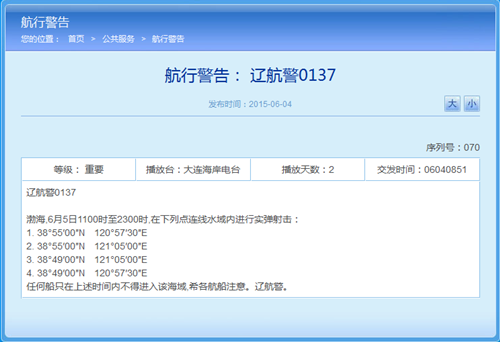 航行警告
您的位置： 首页 > 公共服务 > 航行警告
航行警告： 辽航警0137
发布时间：2015-06-04
大 小
序列号：070
等级： 重要 播放台：大连海岸电台 播放天数：2 交发时间：06040851
辽航警0137
渤海,6月5日1100时至2300时,在下列点连线水域内进行实弹射击：
1. 38°55'00"N 120°57'30"E
2. 38°55'00"N 121°05'00"E
3. 38°49'00"N 121°05'00"E
4. 38°49'00"N 120°57'30"E
任何船只在上述时间内不得进入该海域,希各航船注意。辽航警。